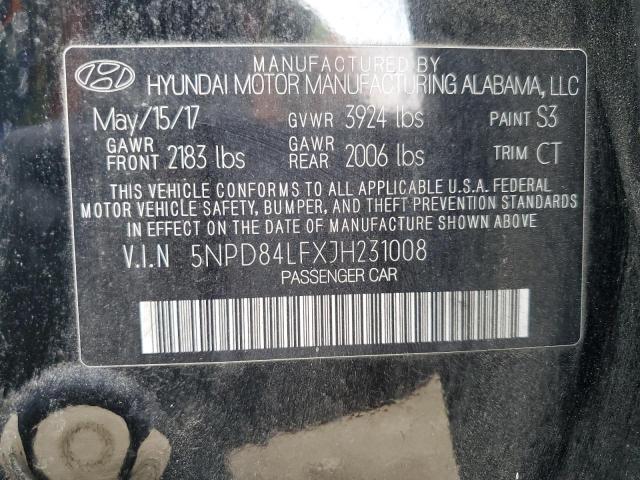 MANUFACTURED BY
HYUNDAI MOTOR MANUFACTURING ALABAMA, LLC
May/15/17 GVWR 3924 lbs PAINT S3
GAWR FRONT 2183 lbs GAWR REAR 2006 lbs TRIM CT
THIS VEHICLE CONFORMS TO ALL APPLICABLE U.S.A. FEDERAL
MOTOR VEHICLE SAFETY, BUMPER, AND THEFT PREVENTION STANDARDS
IN EFFECT ON THE DATE OF MANUFACTURE SHOWN ABOVE.
V.I.N 5NPD84LFXJH231008
PASSENGER CAR